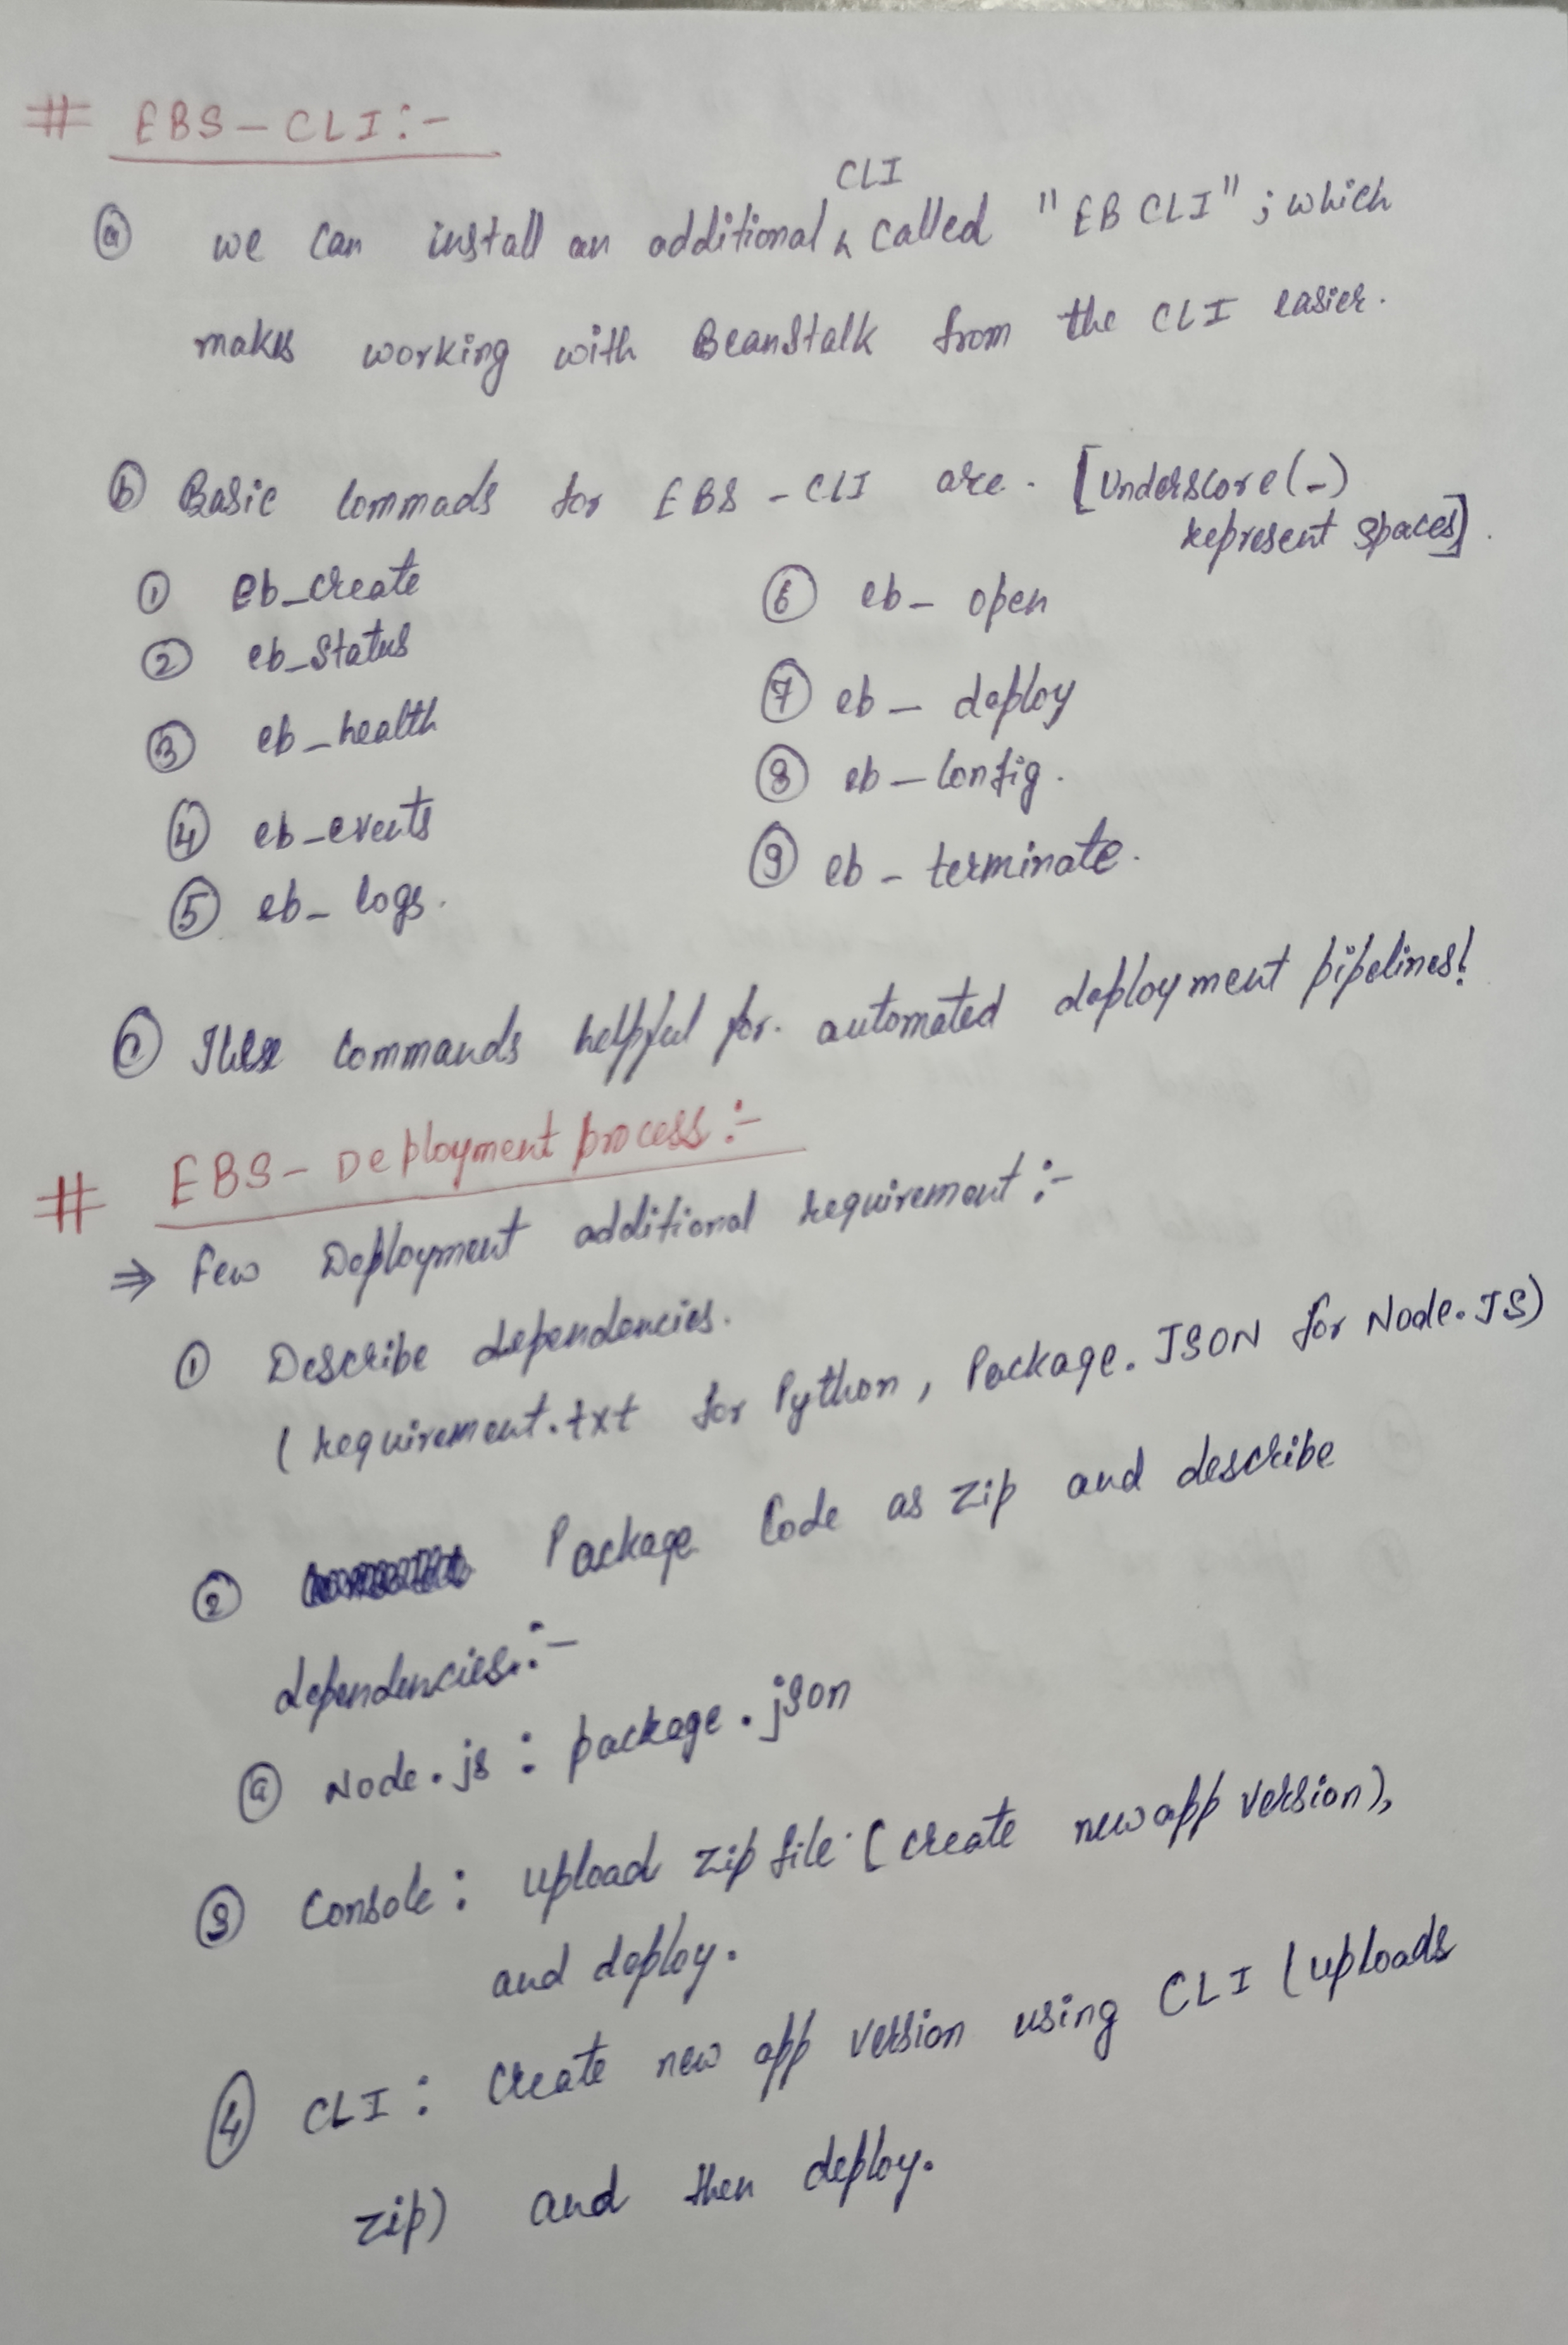 # EBS-CLI:-
CLI
ⓐ we can install an additional ^ called "EB CLI"; which
makes working with Beanstalk from the CLI easier.
ⓑ Basic Commads for EBS-CLI are. [Underscore(_)
represent spaces].
① eb_create
② eb_status
③ eb_health
④ eb_events
⑤ eb_logs.
⑥ eb_open
⑦ eb_deploy
⑧ eb_config.
⑨ eb_terminate.
ⓒ These Commands helpful for. automated deployment pipelines!
# EBS-Deployment process:-
⇒ Few Deployment additional requirement:-
① Describe dependencies.
(requirement.txt for Python, Package.JSON for Node.JS)
② Package Code as zip and describe
dependencies:-
ⓐ Node.js: package.json
③ Console: upload zip file (create new app version),
and deploy.
④ CLI: Create new app version using CLI (uploads
zip) and then deploy.